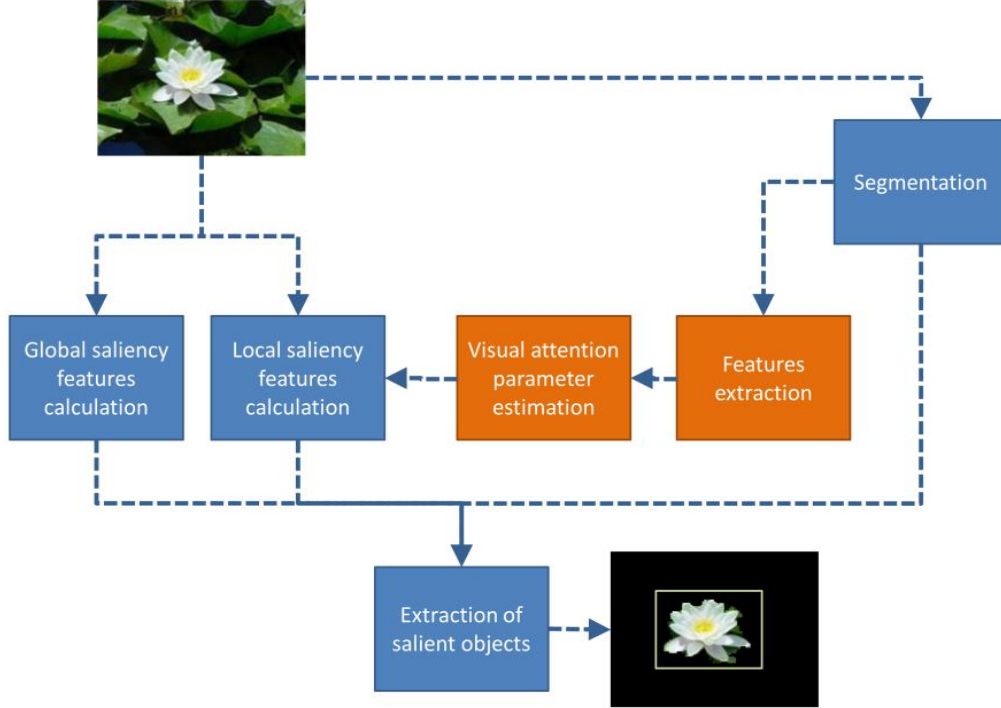 Segmentation
Global saliency
features
calculation
Local saliency
features
calculation
Visual attention
parameter
estimation
Features
extraction
Extraction of
salient objects